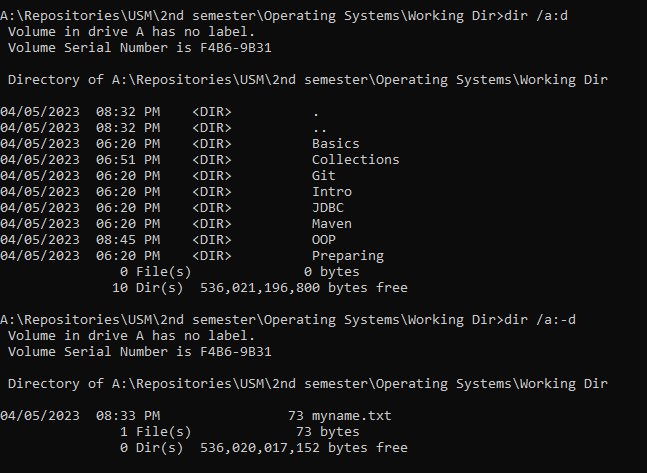 A:\Repositories\USM\2nd semester\Operating Systems\Working Dir>dir /a:d
 Volume in drive A has no label.
 Volume Serial Number is F4B6-9B31

 Directory of A:\Repositories\USM\2nd semester\Operating Systems\Working Dir

04/05/2023  08:32 PM    <DIR>          .
04/05/2023  08:32 PM    <DIR>          ..
04/05/2023  06:20 PM    <DIR>          Basics
04/05/2023  06:51 PM    <DIR>          Collections
04/05/2023  06:20 PM    <DIR>          Git
04/05/2023  06:20 PM    <DIR>          Intro
04/05/2023  06:20 PM    <DIR>          JDBC
04/05/2023  06:20 PM    <DIR>          Maven
04/05/2023  08:45 PM    <DIR>          OOP
04/05/2023  06:20 PM    <DIR>          Preparing
               0 File(s)              0 bytes
              10 Dir(s)  536,021,196,800 bytes free

A:\Repositories\USM\2nd semester\Operating Systems\Working Dir>dir /a:-d
 Volume in drive A has no label.
 Volume Serial Number is F4B6-9B31

 Directory of A:\Repositories\USM\2nd semester\Operating Systems\Working Dir

04/05/2023  08:33 PM                73 myname.txt
               1 File(s)             73 bytes
               0 Dir(s)  536,020,017,152 bytes free